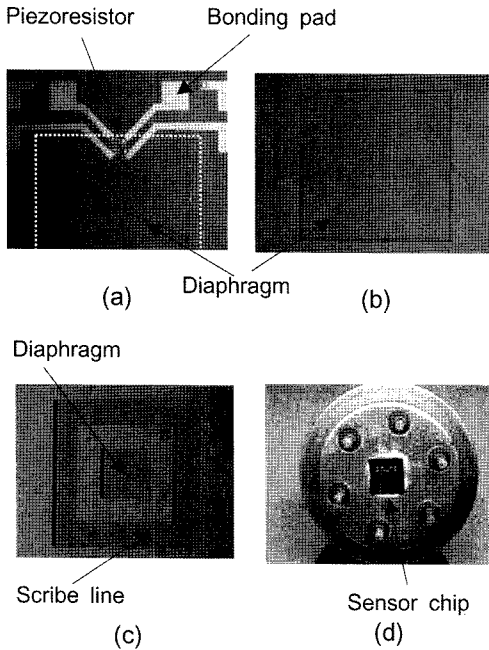 Piezoresistor
Bonding pad
Diaphragm
(a)
(b)
Diaphragm
Scribe line
Sensor chip
(c)
(d)